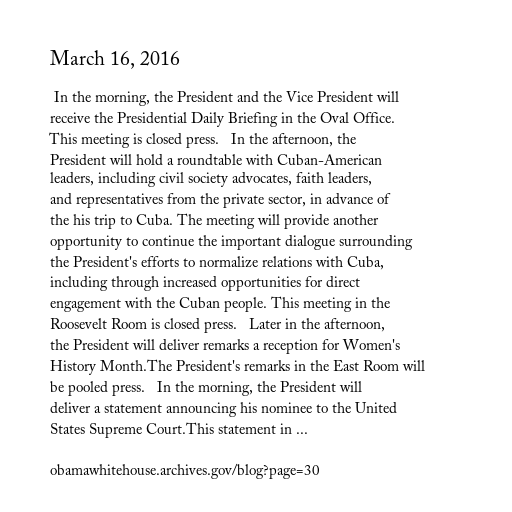 March 16, 2016
In the morning, the President and the Vice President will
receive the Presidential Daily Briefing in the Oval Office.
This meeting is closed press.   In the afternoon, the
President will hold a roundtable with Cuban-American
leaders, including civil society advocates, faith leaders,
and representatives from the private sector, in advance of
the his trip to Cuba. The meeting will provide another
opportunity to continue the important dialogue surrounding
the President's efforts to normalize relations with Cuba,
including through increased opportunities for direct
engagement with the Cuban people. This meeting in the
Roosevelt Room is closed press.   Later in the afternoon,
the President will deliver remarks a reception for Women's
History Month.The President's remarks in the East Room will
be pooled press.   In the morning, the President will
deliver a statement announcing his nominee to the United
States Supreme Court.This statement in ...
obamawhitehouse.archives.gov/blog?page=30